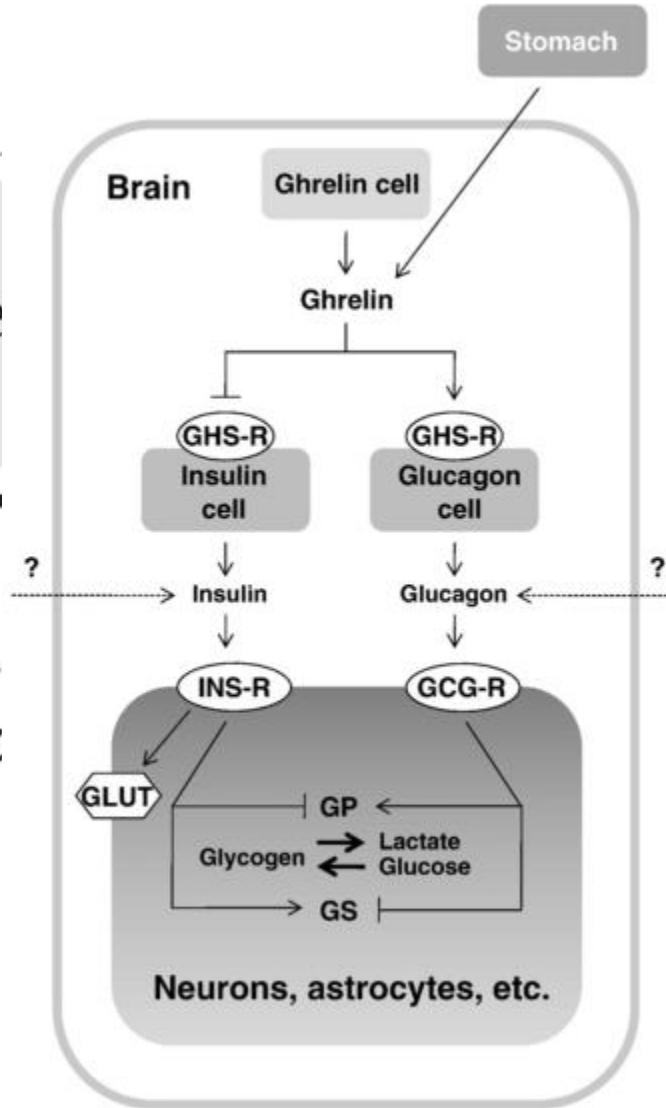 Stomach
Brain
Ghrelin cell
Ghrelin
GHS-R
GHS-R
Insulin
cell
Glucagon
cell
?
?
Insulin
Glucagon
INS-R
GCG-R
GLUT
GP
Glycogen
Lactate
Glucose
GS
Neurons, astrocytes, etc.